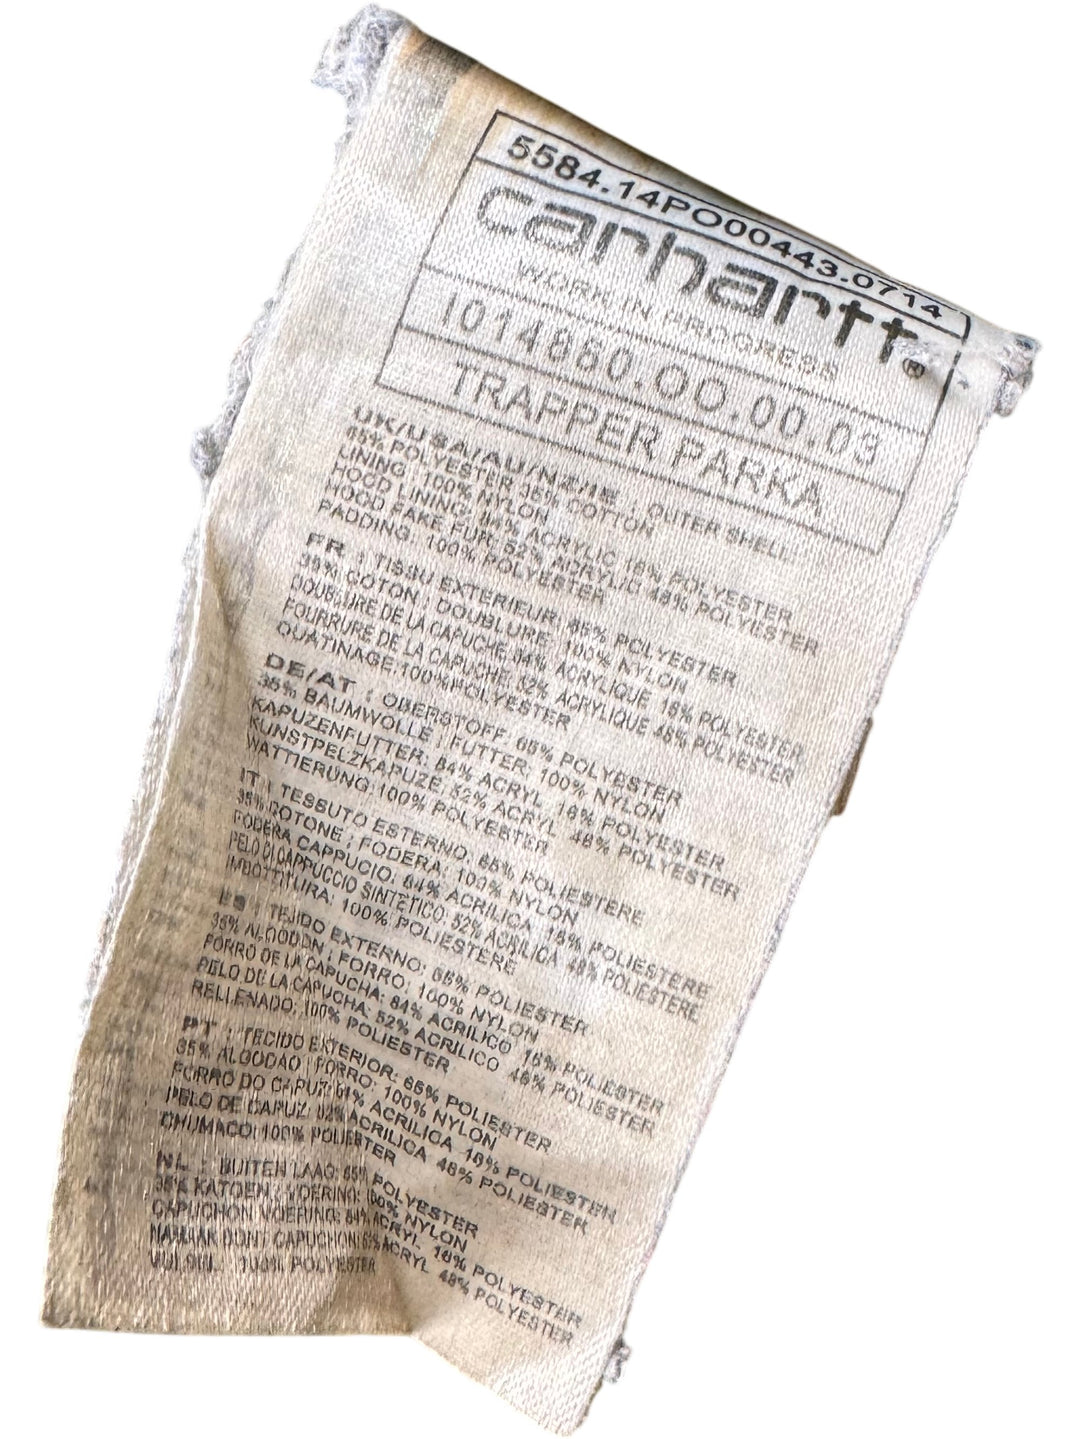 5584.14PO00443.0714
carhartt®
WORK IN PROGRESS
I014860.OO.00.03
TRAPPER PARKA
UK/USA/AU/NZ/IE : OUTER SHELL:
65% POLYESTER 35% COTTON
LINING: 100% NYLON
HOOD LINING: 84% ACRYLIC 16% POLYESTER
HOOD FAKE FUR: 52% ACRYLIC 48% POLYESTER
PADDING: 100% POLYESTER
FR : TISSU EXTERIEUR: 65% POLYESTER
35% COTON; DOUBLURE: 100% NYLON
DOUBLURE DE LA CAPUCHE: 84% ACRYLIQUE 16% POLYESTER
FOURRURE DE LA CAPUCHE: 52% ACRYLIQUE 48% POLYESTER
OUATINAGE:100%POLYESTER
DE/AT : OBERSTOFF: 65% POLYESTER
35% BAUMWOLLE; FUTTER: 100% NYLON
KAPUZENFUTTER: 84% ACRYL 16% POLYESTER
KUNSTPELZKAPUZE: 52% ACRYL 48% POLYESTER
WATTIERUNG:100% POLYESTER
IT : TESSUTO ESTERNO: 65% POLIESTERE
35%COTONE; FODERA: 100% NYLON
FODERA CAPPUCIO: 84% ACRILICA 16% POLIESTERE
PELO DI CAPPUCCIO SINTETICO: 52% ACRILICA 48% POLIESTERE
IMBOTTITURA: 100% POLIESTERE
ES : TEJIDO EXTERNO: 65% POLIESTER
35% ALGODON; FORRO: 100% NYLON
FORRO DE LA CAPUCHA: 84% ACRILICO 16% POLIESTER
PELO DE LA CAPUCHA: 52% ACRILICO 48% POLIESTER
RELLENADO: 100% POLIESTER
PT : TECIDO EXTERIOR: 65% POLIESTER
35% ALGODAO; FORRO: 100% NYLON
FORRO DO CAPUZ: 84% ACRILICA 16% POLIESTER
PELO DE CAPUZ: 52% ACRILICA 48% POLIESTER
CHUMACO:100% POLIESTER
NL : BUITEN LAAG: 65% POLYESTER
35% KATOEN; VOERING: 100% NYLON
CAPUCHON VOERING: 84% ACRYL 16% POLYESTER
BONT CAPUCHON: 52% ACRYL 48% POLYESTER
100% POLYESTER